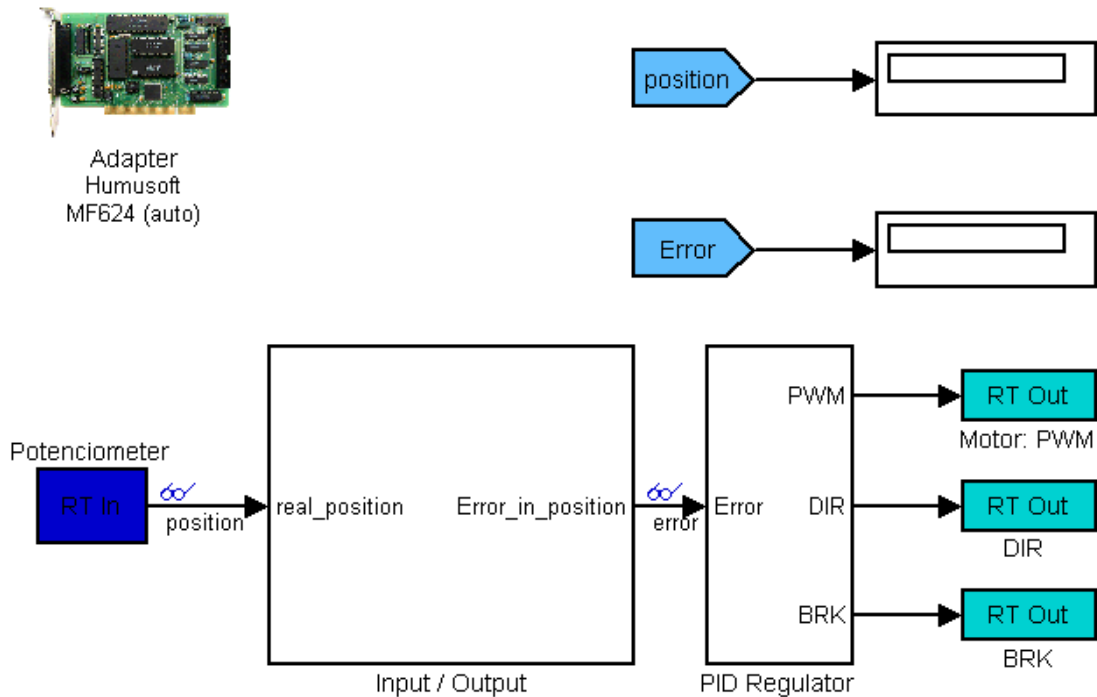 Adapter
Humusoft
MF624 (auto)
position
Error
Potenciometer
RT In
position
real_position
Error_in_position
error
Input / Output
Error
PWM
DIR
BRK
PID Regulator
RT Out
Motor: PWM
RT Out
DIR
RT Out
BRK